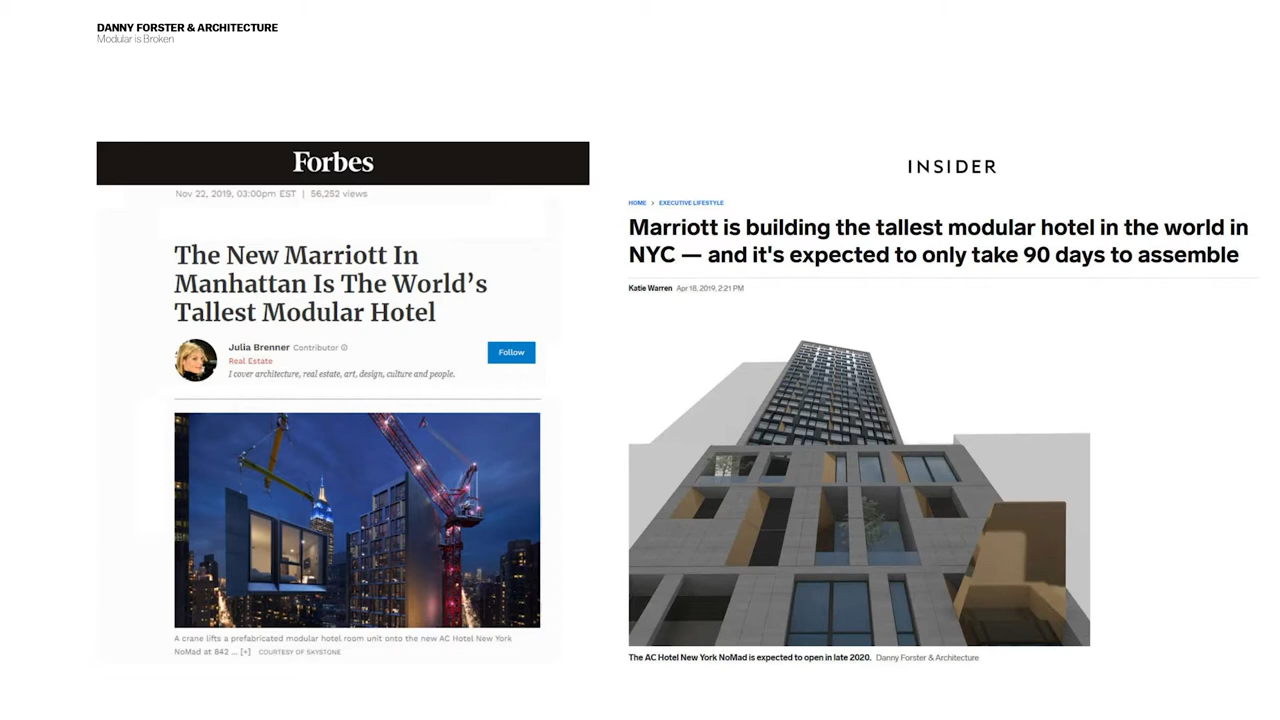 DANNY FORSTER & ARCHITECTURE
Modular is Broken
Forbes
Nov 22, 2019, 03:00pm EST | 56,252 views
The New Marriott In
Manhattan Is The World's
Tallest Modular Hotel
Julia Brenner Contributor
Real Estate
I cover architecture, real estate, art, design, culture and people.
Follow
A crane lifts a prefabricated modular hotel room unit onto the new AC Hotel New York
NoMad at 842 ... [+] COURTESY OF SKYSTONE
INSIDER
HOME > EXECUTIVE LIFESTYLE
Marriott is building the tallest modular hotel in the world in
NYC — and it's expected to only take 90 days to assemble
Katie Warren Apr 18, 2019, 2:21 PM
The AC Hotel New York NoMad is expected to open in late 2020. Danny Forster & Architecture